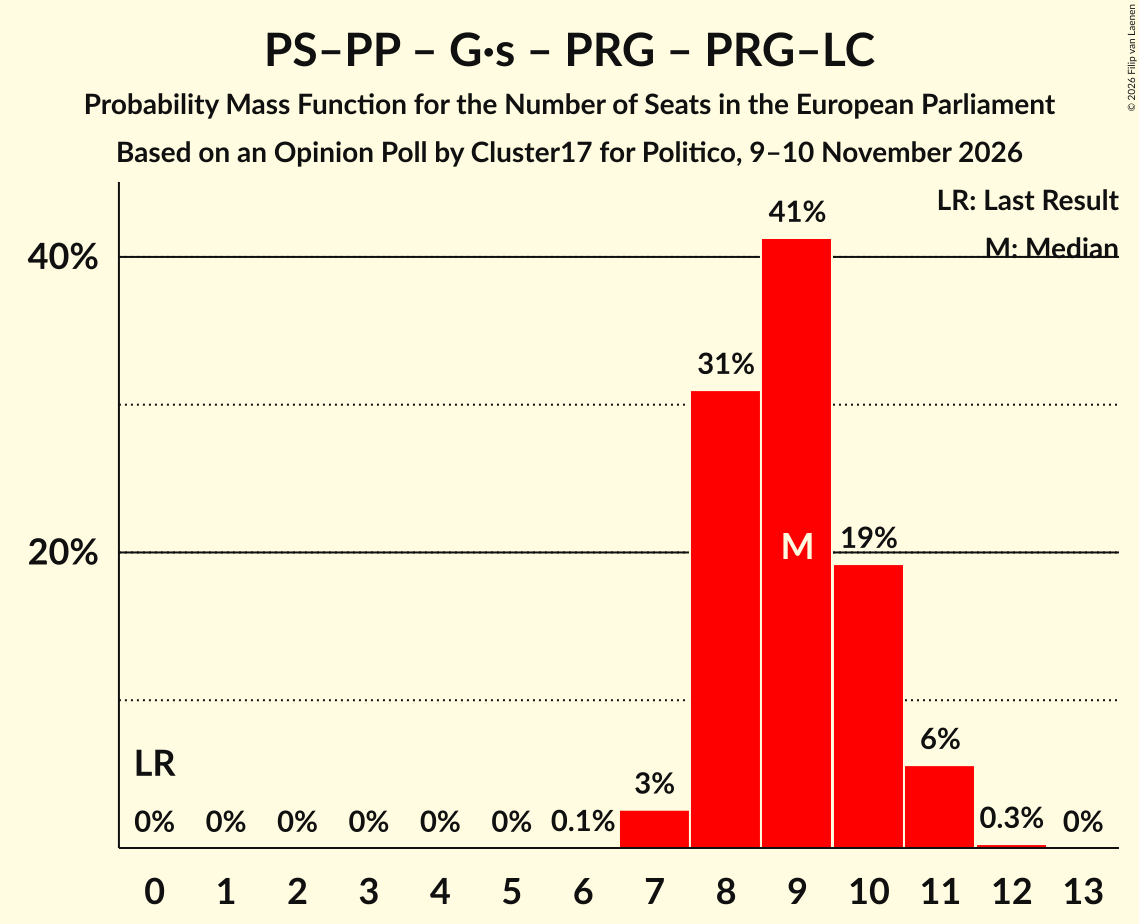 PS–PP – G·s – PRG – PRG–LC
Probability Mass Function for the Number of Seats in the European Parliament
Based on an Opinion Poll by Cluster17 for Politico, 9–10 November 2026
© 2026 Filip van Laenen
LR: Last Result
M: Median
40%
20%
41%
31%
19%
6%
3%
0.1%
0.3%
0%
0%
0%
0%
0%
0%
0%
LR
M
0 1 2 3 4 5 6 7 8 9 10 11 12 13